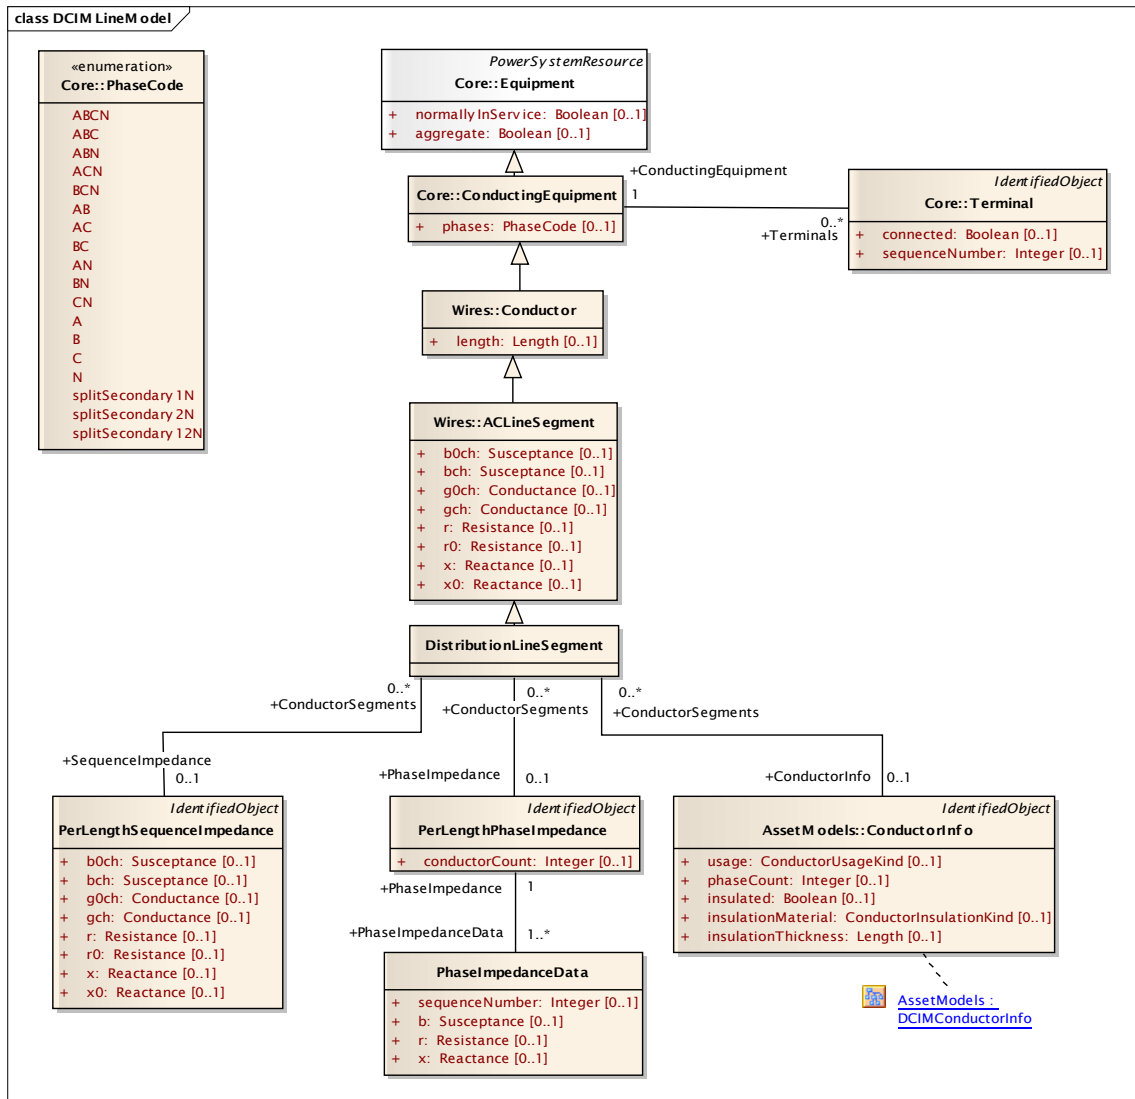 class DCIM LineModel
«enumeration»
Core::PhaseCode
ABCN
ABC
ABN
ACN
BCN
AB
AC
BC
AN
BN
CN
A
B
C
N
splitSecondary1N
splitSecondary2N
splitSecondary12N
PowerSystemResource
Core::Equipment
+ normallyInService: Boolean [0..1]
+ aggregate: Boolean [0..1]
Core::ConductingEquipment
+ phases: PhaseCode [0..1]
+ConductingEquipment
1
0..*
+Terminals
IdentifiedObject
Core::Terminal
+ connected: Boolean [0..1]
+ sequenceNumber: Integer [0..1]
Wires::Conductor
+ length: Length [0..1]
Wires::ACLineSegment
+ b0ch: Susceptance [0..1]
+ bch: Susceptance [0..1]
+ g0ch: Conductance [0..1]
+ gch: Conductance [0..1]
+ r: Resistance [0..1]
+ r0: Resistance [0..1]
+ x: Reactance [0..1]
+ x0: Reactance [0..1]
DistributionLineSegment
0..*
+ConductorSegments
0..*
+ConductorSegments
0..*
+ConductorSegments
+SequenceImpedance
0..1
+PhaseImpedance
0..1
+ConductorInfo
0..1
IdentifiedObject
PerLengthSequenceImpedance
+ b0ch: Susceptance [0..1]
+ bch: Susceptance [0..1]
+ g0ch: Conductance [0..1]
+ gch: Conductance [0..1]
+ r: Resistance [0..1]
+ r0: Resistance [0..1]
+ x: Reactance [0..1]
+ x0: Reactance [0..1]
IdentifiedObject
PerLengthPhaseImpedance
+ conductorCount: Integer [0..1]
+PhaseImpedance
1
+PhaseImpedanceData
1..*
PhaseImpedanceData
+ sequenceNumber: Integer [0..1]
+ b: Susceptance [0..1]
+ r: Resistance [0..1]
+ x: Reactance [0..1]
IdentifiedObject
AssetModels::ConductorInfo
+ usage: ConductorUsageKind [0..1]
+ phaseCount: Integer [0..1]
+ insulated: Boolean [0..1]
+ insulationMaterial: ConductorInsulationKind [0..1]
+ insulationThickness: Length [0..1]
AssetModels :
DCIMConductorInfo